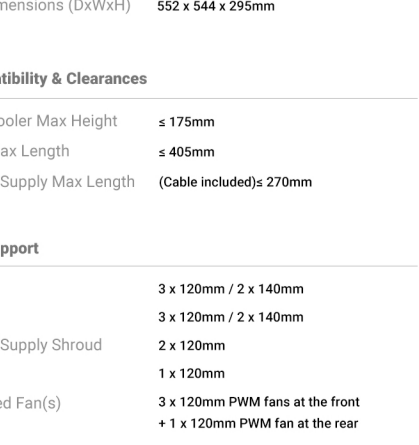 mensions (DxWxH) 552 x 544 x 295mm
tibility & Clearances
ooler Max Height ≤ 175mm
ax Length ≤ 405mm
Supply Max Length (Cable included)≤ 270mm
pport
3 x 120mm / 2 x 140mm
3 x 120mm / 2 x 140mm
Supply Shroud 2 x 120mm
1 x 120mm
ed Fan(s) 3 x 120mm PWM fans at the front
+ 1 x 120mm PWM fan at the rear